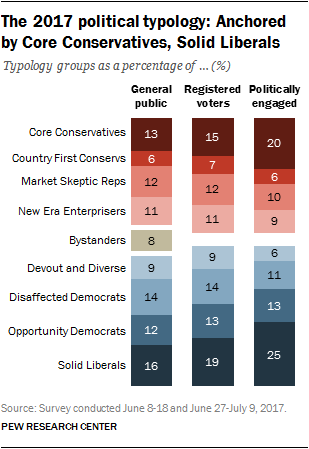 The 2017 political typology: Anchored
by Core Conservatives, Solid Liberals
Typology groups as a percentage of ... (%)
General public
Registered voters
Politically engaged
Core Conservatives 13 15 20
Country First Conservs 6 7 6
Market Skeptic Reps 12 12 10
New Era Enterprisers 11 11 9
Bystanders 8
Devout and Diverse 9 9 6
Disaffected Democrats 14 14 11
Opportunity Democrats 12 13 13
Solid Liberals 16 19 25
Source: Survey conducted June 8-18 and June 27-July 9, 2017.
PEW RESEARCH CENTER